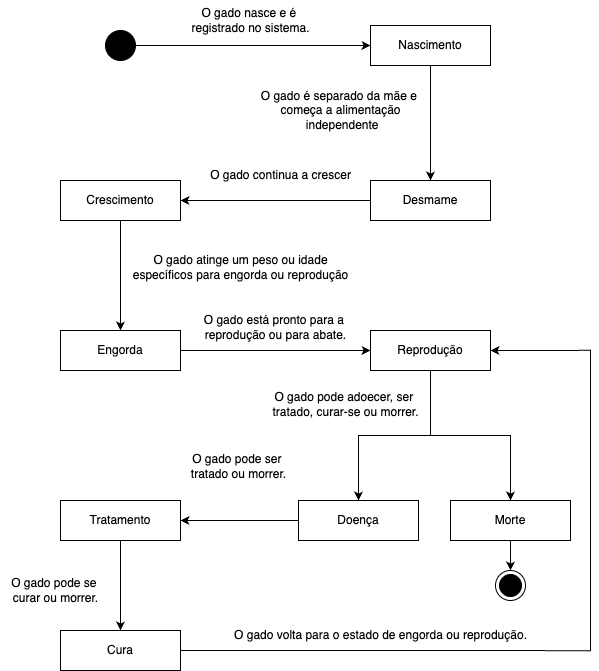 O gado nasce e é
registrado no sistema.
Nascimento
O gado é separado da mãe e
começa a alimentação
independente
O gado continua a crescer
Crescimento
Desmame
O gado atinge um peso ou idade
específicos para engorda ou reprodução
O gado está pronto para a
reprodução ou para abate.
Engorda
Reprodução
O gado pode adoecer, ser
tratado, curar-se ou morrer.
O gado pode ser
tratado ou morrer.
Tratamento
Doença
Morte
O gado pode se
curar ou morrer.
O gado volta para o estado de engorda ou reprodução.
Cura